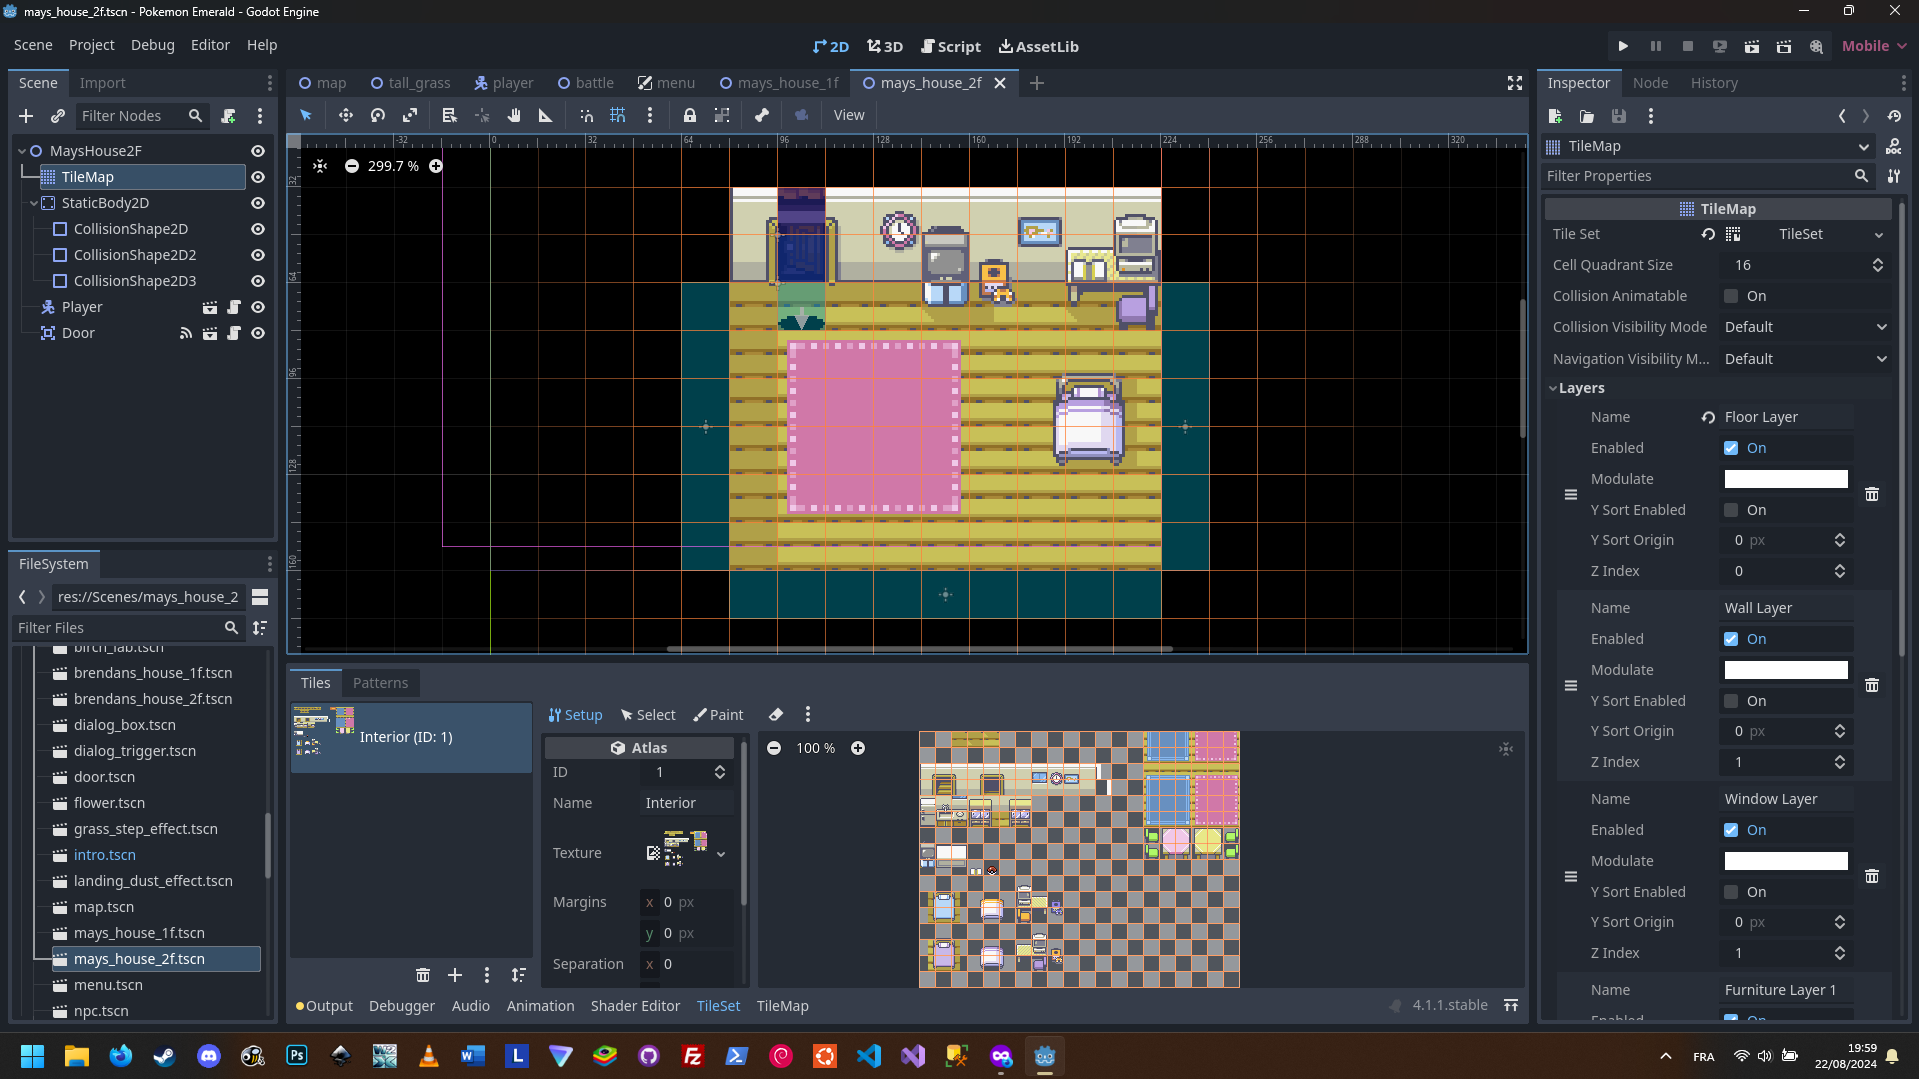 mays_house_2f.tscn - Pokemon Emerald - Godot Engine
Scene Project Debug Editor Help
2D 3D Script AssetLib
Mobile
Scene Import
map tall_grass player battle menu mays_house_1f mays_house_2f
Inspector Node History
Filter Nodes
View
MaysHouse2F
TileMap
StaticBody2D
CollisionShape2D
CollisionShape2D2
CollisionShape2D3
Player
Door
-32 0 32 64 96 128 160 192 224 256 288 320
32
64
96
128
160
299.7 %
TileMap
Filter Properties
TileMap
Tile Set TileSet
Cell Quadrant Size 16
Collision Animatable On
Collision Visibility Mode Default
Navigation Visibility M... Default
Layers
Name Floor Layer
Enabled On
Modulate
Y Sort Enabled On
Y Sort Origin 0 px
Z Index 0
Name Wall Layer
Enabled On
Modulate
Y Sort Enabled On
Y Sort Origin 0 px
Z Index 1
Name Window Layer
Enabled On
Modulate
Y Sort Enabled On
Y Sort Origin 0 px
Z Index 1
Name Furniture Layer 1
Enabled On
FileSystem
res://Scenes/mays_house_2
Filter Files
birch_lab.tscn
brendans_house_1f.tscn
brendans_house_2f.tscn
dialog_box.tscn
dialog_trigger.tscn
door.tscn
flower.tscn
grass_step_effect.tscn
intro.tscn
landing_dust_effect.tscn
map.tscn
mays_house_1f.tscn
mays_house_2f.tscn
menu.tscn
npc.tscn
Tiles Patterns
Interior (ID: 1)
Setup Select Paint
Atlas
ID 1
Name Interior
Texture
Margins x 0 px
y 0 px
Separation x 0
100 %
Output Debugger Audio Animation Shader Editor TileSet TileMap
4.1.1.stable
FRA
19:59
22/08/2024